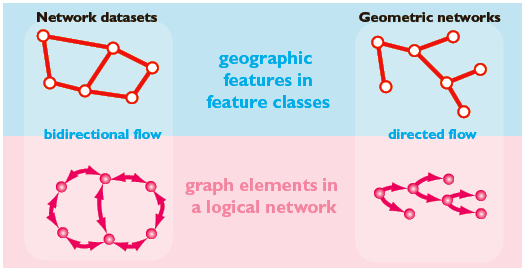 Network datasets
Geometric networks
geographic
features in
feature classes
bidirectional flow
directed flow
graph elements in
a logical network